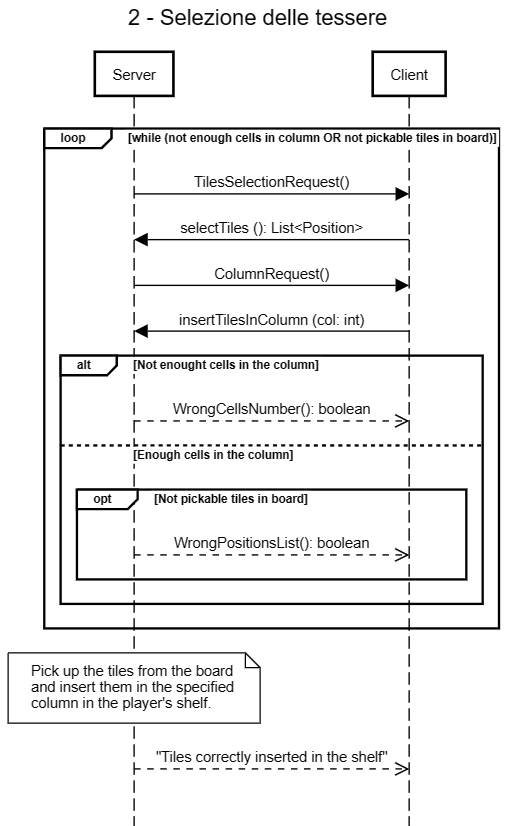 2 - Selezione delle tessere
Server
Client
loop
[while (not enough cells in column OR not pickable tiles in board)]
TilesSelectionRequest()
selectTiles (): List<Position>
ColumnRequest()
insertTilesInColumn (col: int)
alt
[Not enought cells in the column]
WrongCellsNumber(): boolean
[Enough cells in the column]
opt
[Not pickable tiles in board]
WrongPositionsList(): boolean
Pick up the tiles from the board
and insert them in the specified
column in the player's shelf.
"Tiles correctly inserted in the shelf"